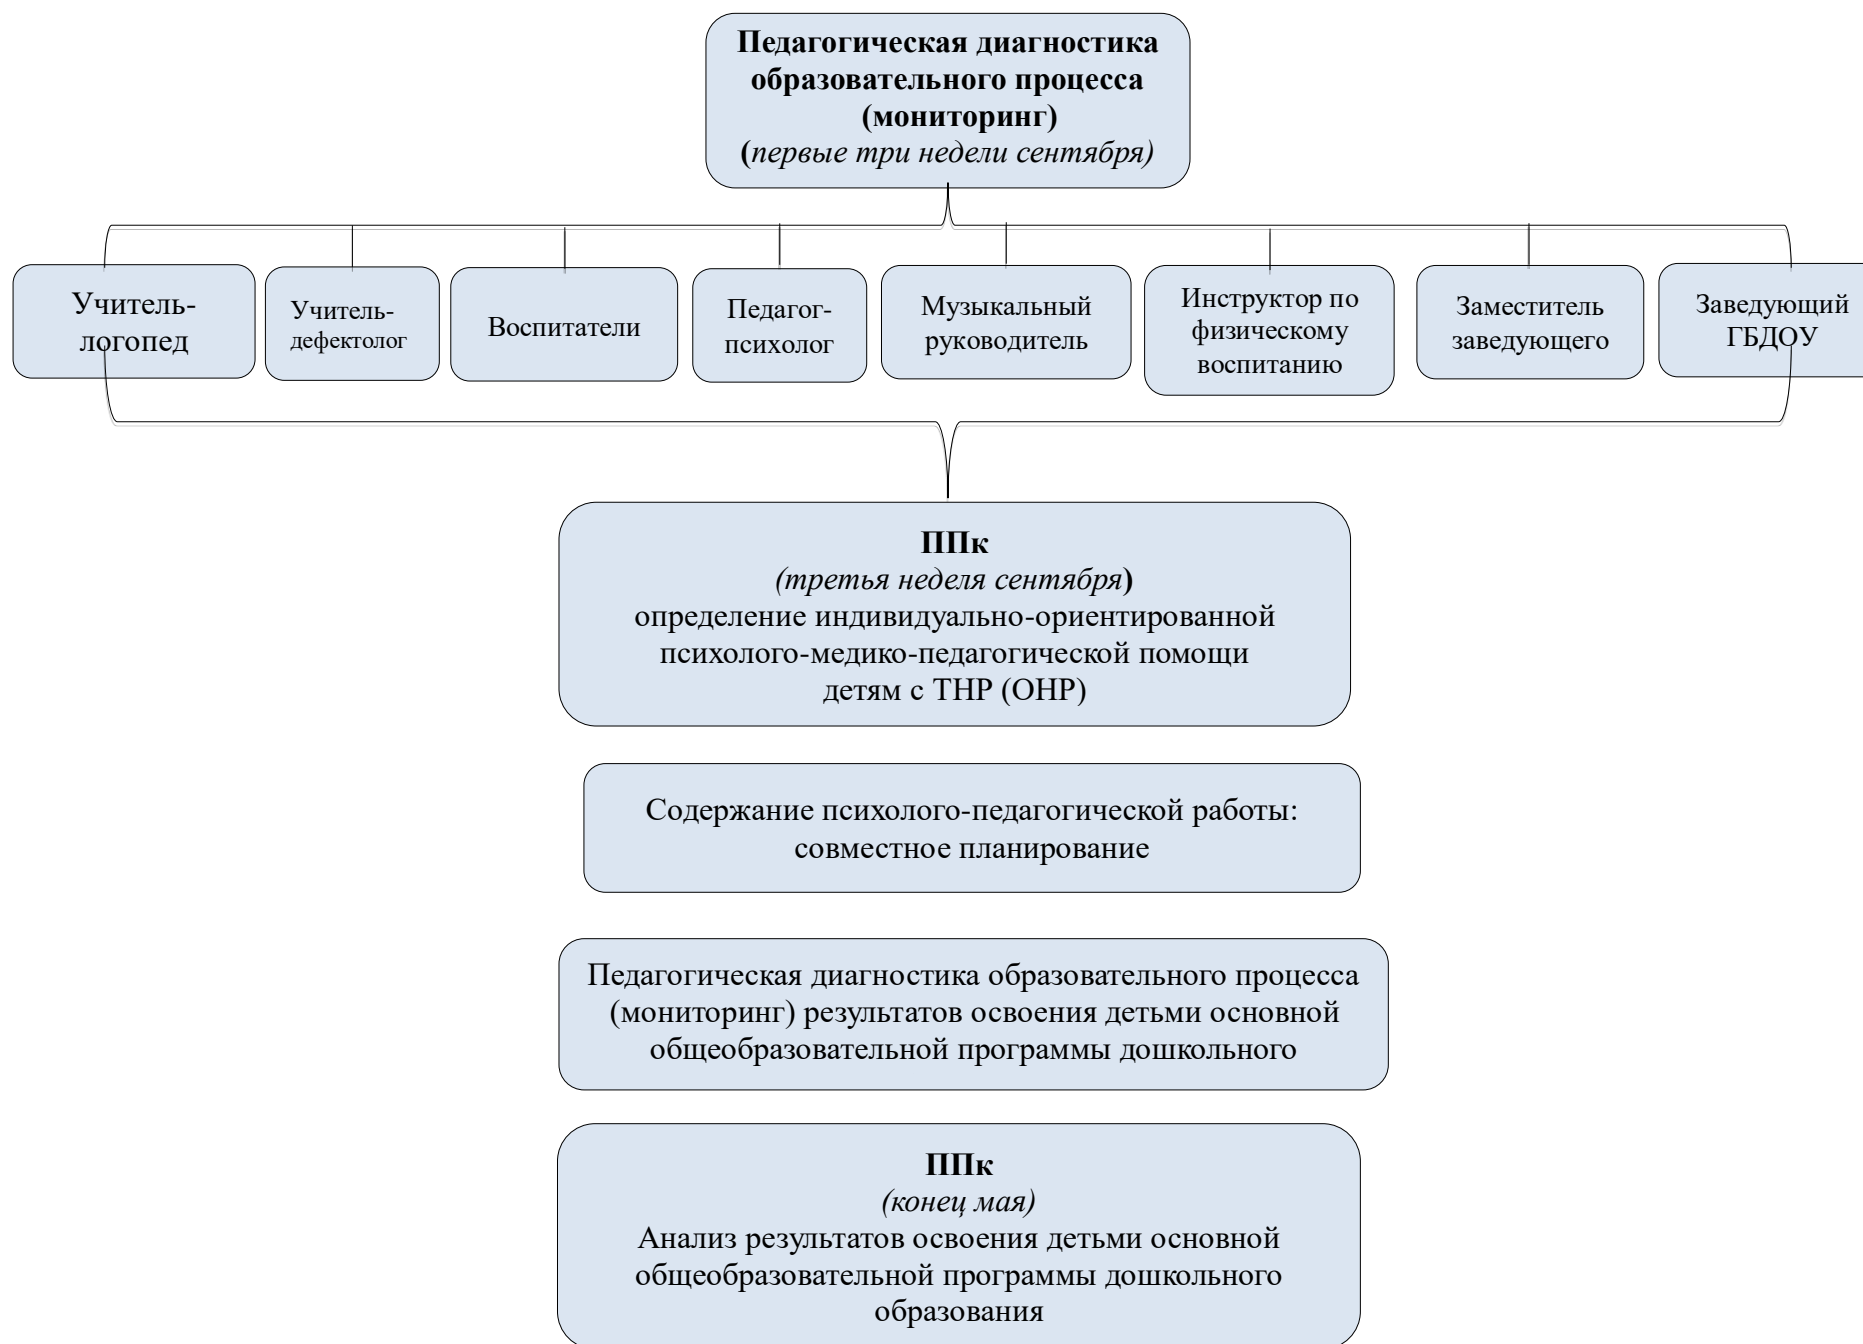 Педагогическая диагностика
образовательного процесса
(мониторинг)
(первые три недели сентября)
Учитель-
логопед
Учитель-
дефектолог
Воспитатели
Педагог-
психолог
Музыкальный
руководитель
Инструктор по
физическому
воспитанию
Заместитель
заведующего
Заведующий
ГБДОУ
ППк
(третья неделя сентября)
определение индивидуально-ориентированной
психолого-медико-педагогической помощи
детям с ТНР (ОНР)
Содержание психолого-педагогической работы:
совместное планирование
Педагогическая диагностика образовательного процесса
(мониторинг) результатов освоения детьми основной
общеобразовательной программы дошкольного
ППк
(конец мая)
Анализ результатов освоения детьми основной
общеобразовательной программы дошкольного
образования